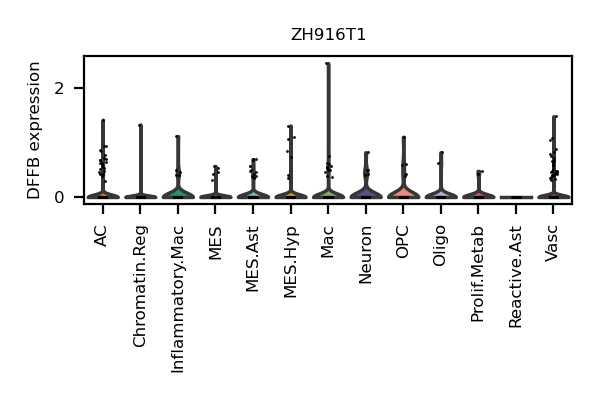 ZH916T1
DFFB expression
2
0
AC
Chromatin.Reg
Inflammatory.Mac
MES
MES.Ast
MES.Hyp
Mac
Neuron
OPC
Oligo
Prolif.Metab
Reactive.Ast
Vasc